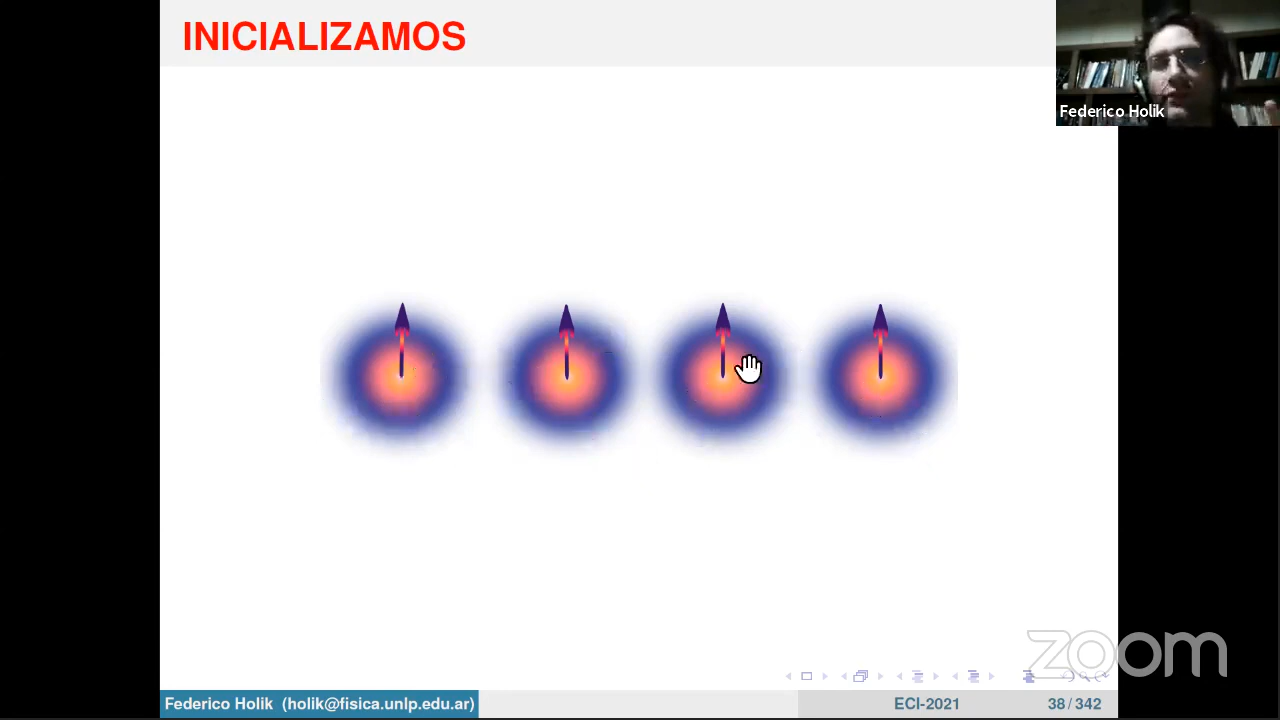 INICIALIZAMOS
Federico Holik
zoom
Federico Holik (holik@fisica.unlp.edu.ar)
ECI-2021
38 / 342